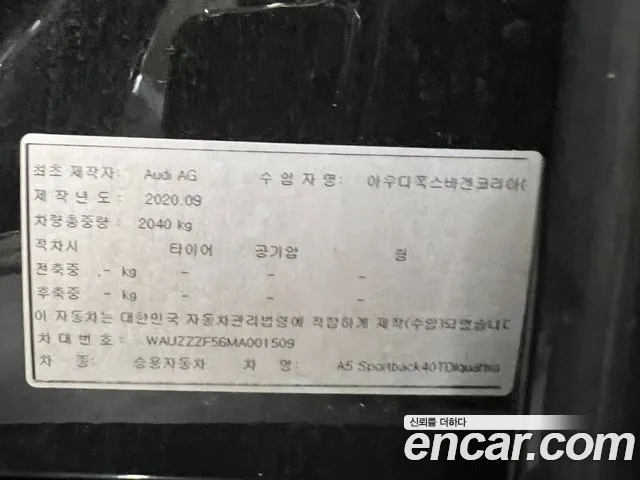 최초 제작자: Audi AG 수 입 자 명: 아우디폭스바겐코리아(
제 작 년 도 : 2020.09
차량총중량 : 2040 kg
적차시 타이어 공기압 림
전축중 .- kg - - -
후축중 - kg - - -
이 자동차는 대한민국 자동차관리법령에 적합하게 제작(수입)되었습니다
차 대 번 호: WAUZZZF56MA001509
차 종: 승용자동차 차 명: A5 Sportback40TDIquattro
신뢰를 더하다
encar.com